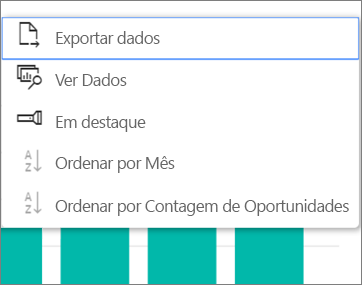 Exportar dados
Ver Dados
Em destaque
A
Z
Ordenar por Mês
A
Z
Ordenar por Contagem de Oportunidades